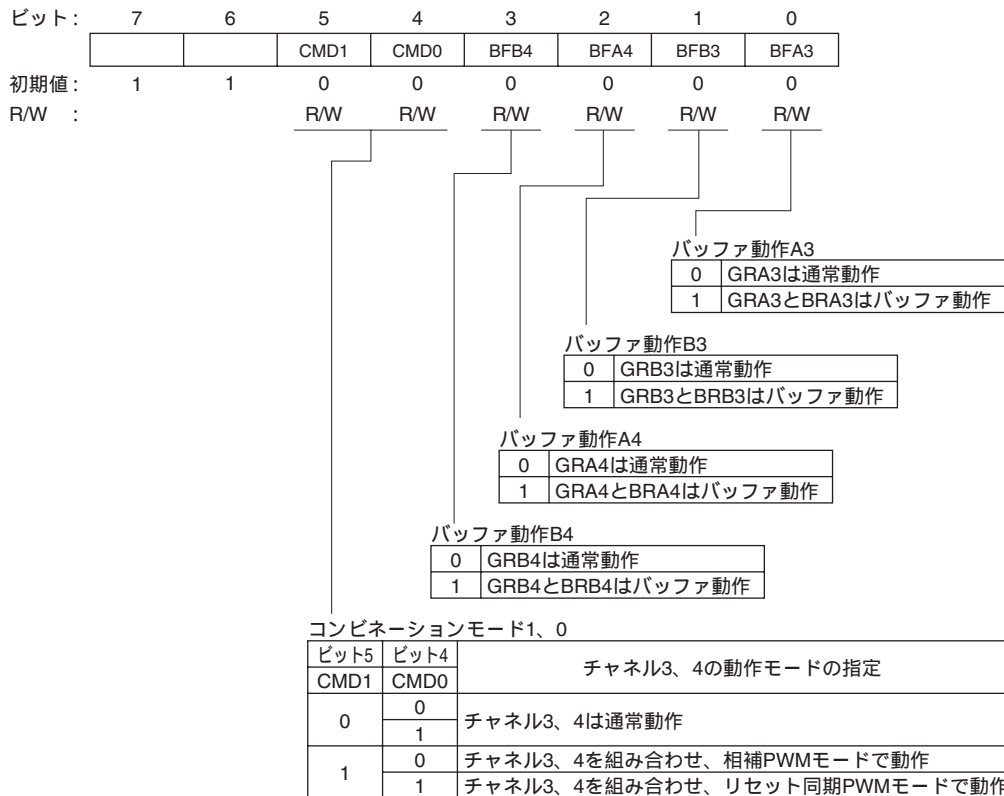 ビット： 7 6 5 4 3 2 1 0
CMD1 CMD0 BFB4 BFA4 BFB3 BFA3
初期値： 1 1 0 0 0 0 0 0
R/W ： R/W R/W R/W R/W R/W R/W
バッファ動作A3
0 GRA3は通常動作
1 GRA3とBRA3はバッファ動作
バッファ動作B3
0 GRB3は通常動作
1 GRB3とBRB3はバッファ動作
バッファ動作A4
0 GRA4は通常動作
1 GRA4とBRA4はバッファ動作
バッファ動作B4
0 GRB4は通常動作
1 GRB4とBRB4はバッファ動作
コンビネーションモード1、0
ビット5 ビット4 チャネル3、4の動作モードの指定
CMD1 CMD0
0 0 チャネル3、4は通常動作
1
1 0 チャネル3、4を組み合わせ、相補PWMモードで動作
1 チャネル3、4を組み合わせ、リセット同期PWMモードで動作